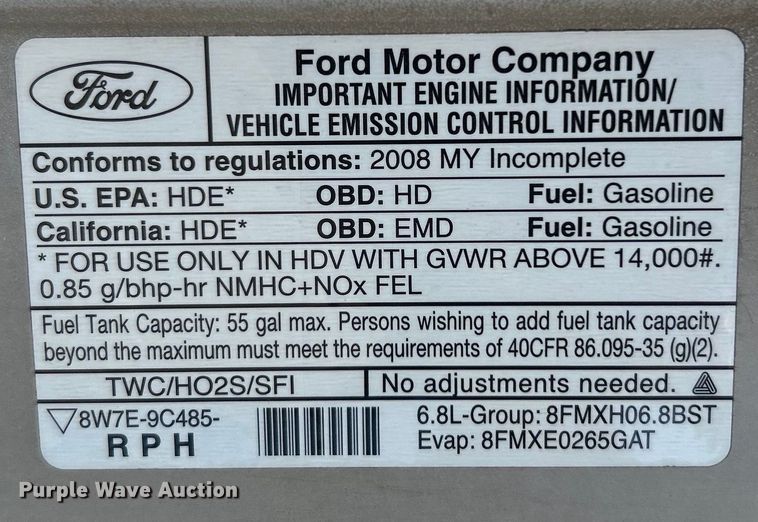 Ford
Ford Motor Company
IMPORTANT ENGINE INFORMATION/
VEHICLE EMISSION CONTROL INFORMATION
Conforms to regulations: 2008 MY Incomplete
U.S. EPA: HDE* OBD: HD Fuel: Gasoline
California: HDE* OBD: EMD Fuel: Gasoline
* FOR USE ONLY IN HDV WITH GVWR ABOVE 14,000#.
0.85 g/bhp-hr NMHC+NOx FEL
Fuel Tank Capacity: 55 gal max. Persons wishing to add fuel tank capacity
beyond the maximum must meet the requirements of 40CFR 86.095-35 (g)(2).
TWC/HO2S/SFI No adjustments needed.
8W7E-9C485- 6.8L-Group: 8FMXH06.8BST
R P H Evap: 8FMXE0265GAT
Purple Wave Auction